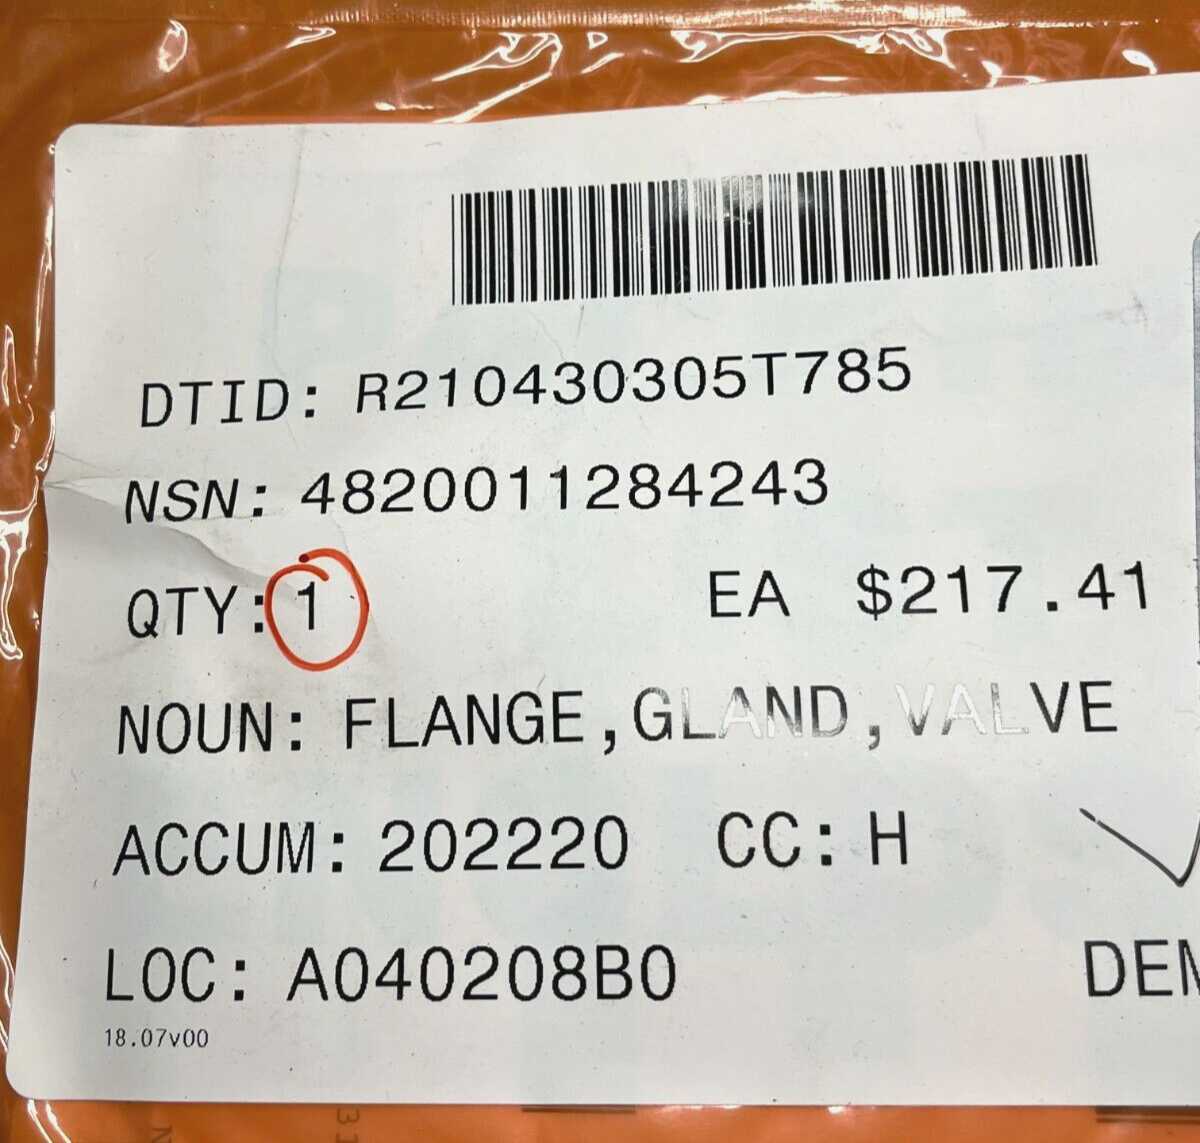 DTID: R210430305T785
NSN: 4820011284243
QTY: 1 EA $217.41
NOUN: FLANGE,GLAND,VALVE
ACCUM: 202220 CC: H
LOC: A040208B0
18.07v00